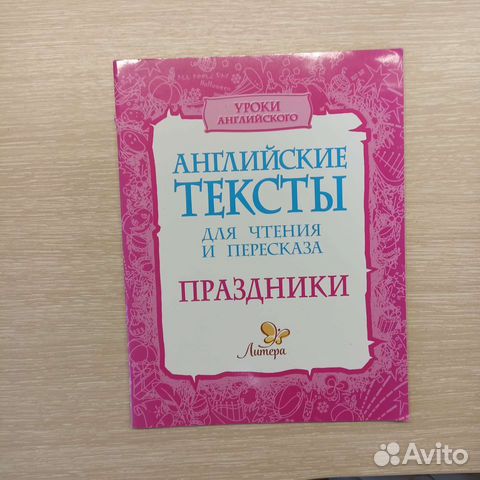 УРОКИ
АНГЛИЙСКОГО
АНГЛИЙСКИЕ
ТЕКСТЫ
ДЛЯ ЧТЕНИЯ
И ПЕРЕСКАЗА
ПРАЗДНИКИ
Литера
Avito